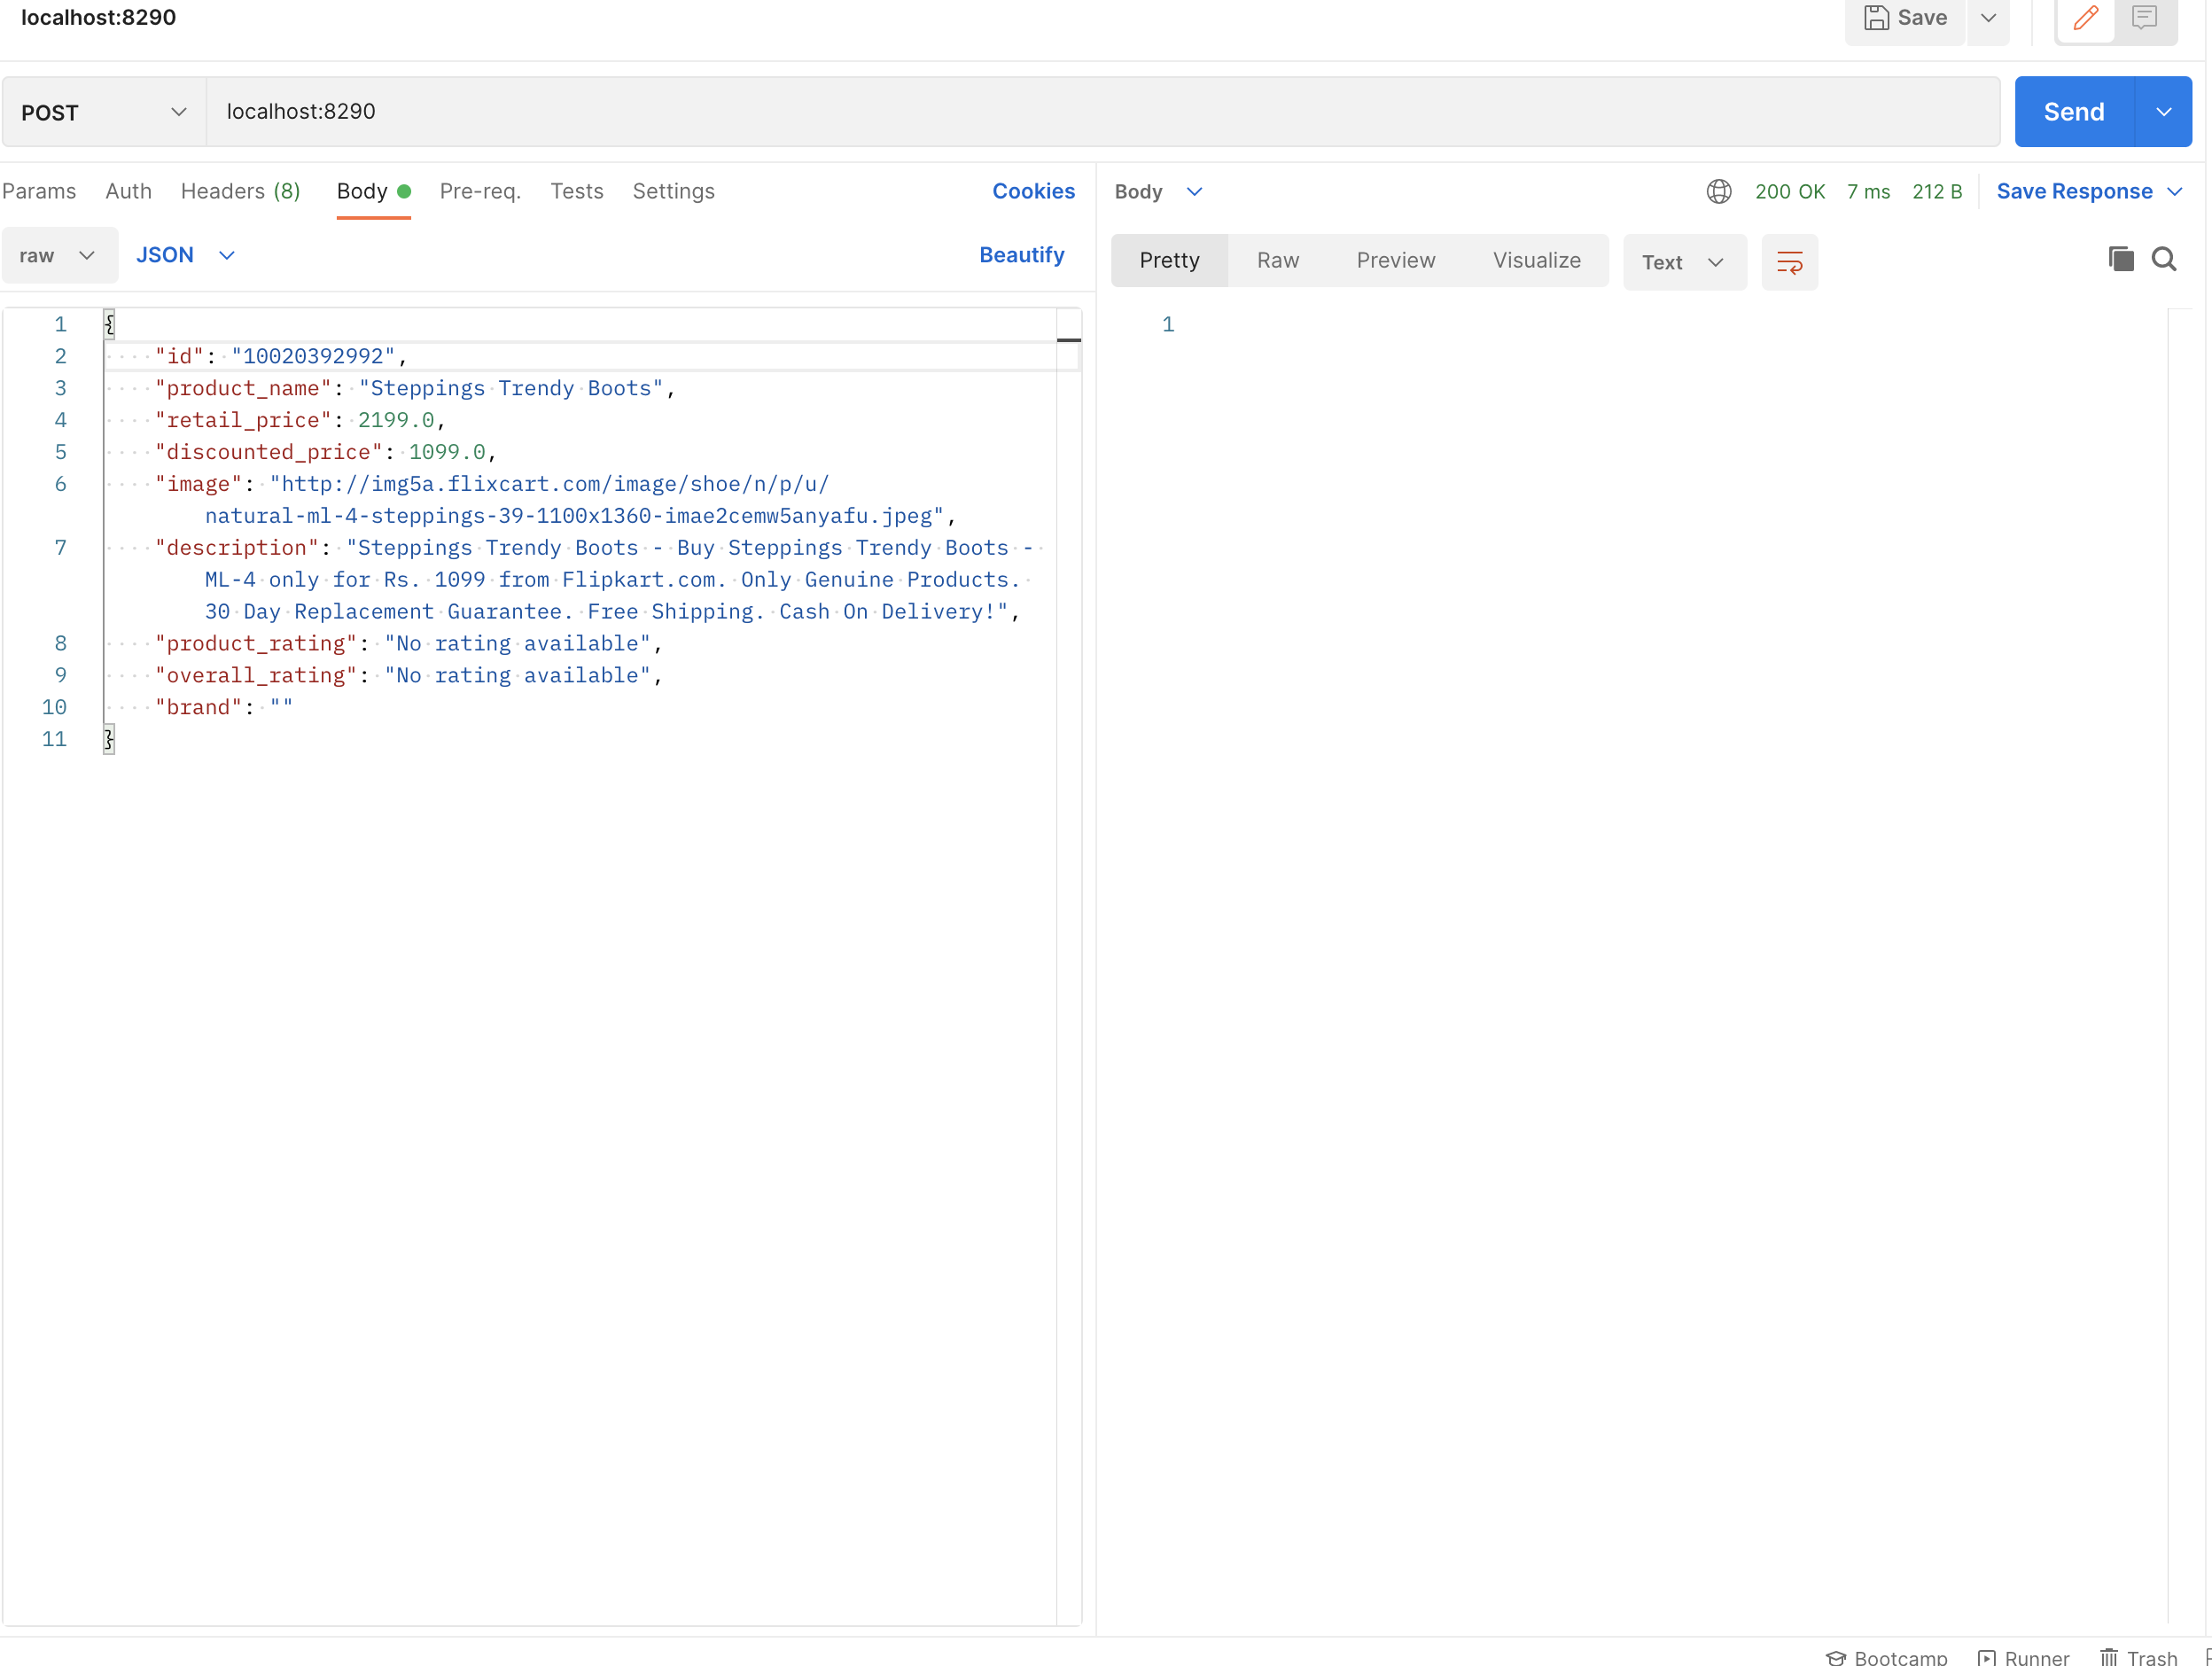 localhost:8290
Save
POST
localhost:8290
Send
Params Auth Headers (8) Body Pre-req. Tests Settings Cookies
Body 200 OK 7 ms 212 B Save Response
raw JSON Beautify
Pretty Raw Preview Visualize Text
1 {
2 "id": "10020392992",
3 "product_name": "Steppings Trendy Boots",
4 "retail_price": 2199.0,
5 "discounted_price": 1099.0,
6 "image": "http://img5a.flixcart.com/image/shoe/n/p/u/
natural-ml-4-steppings-39-1100x1360-imae2cemw5anyafu.jpeg",
7 "description": "Steppings Trendy Boots - Buy Steppings Trendy Boots -
ML-4 only for Rs. 1099 from Flipkart.com. Only Genuine Products.
30 Day Replacement Guarantee. Free Shipping. Cash On Delivery!",
8 "product_rating": "No rating available",
9 "overall_rating": "No rating available",
10 "brand": ""
11 }
1
Bootcamp Runner Trash